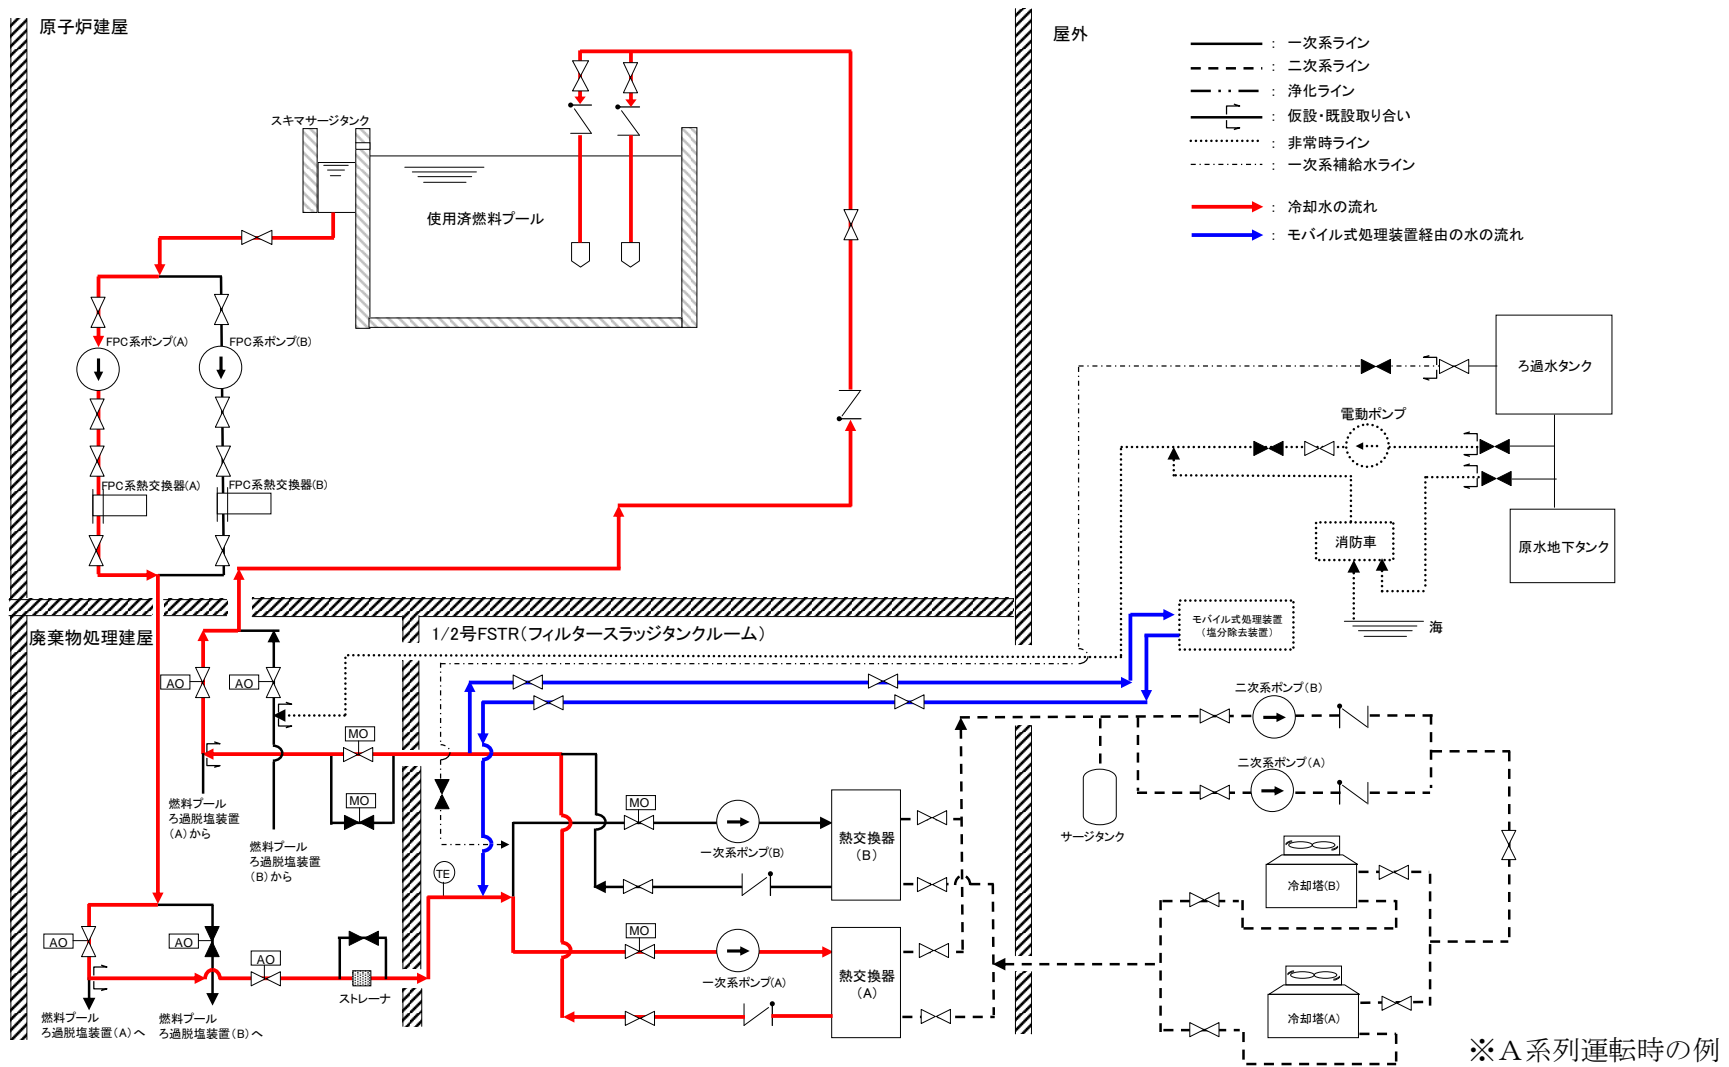 原子炉建屋
屋外
： 一次系ライン
： 二次系ライン
： 浄化ライン
： 仮設・既設取り合い
： 非常時ライン
： 一次系補給水ライン
： 冷却水の流れ
： モバイル式処理装置経由の水の流れ
スキマサージタンク
使用済燃料プール
FPC系ポンプ(A)
FPC系ポンプ(B)
FPC系熱交換器(A)
FPC系熱交換器(B)
ろ過水タンク
電動ポンプ
消防車
原水地下タンク
海
モバイル式処理装置
（塩分除去装置）
廃棄物処理建屋
1/2号FSTR(フィルタースラッジタンクルーム)
AO
AO
MO
MO
燃料プール
ろ過脱塩装置
(A)から
燃料プール
ろ過脱塩装置
(B)から
TE
MO
一次系ポンプ(B)
熱交換器
(B)
MO
一次系ポンプ(A)
熱交換器
(A)
サージタンク
二次系ポンプ(B)
二次系ポンプ(A)
冷却塔(B)
冷却塔(A)
AO
AO
AO
ストレーナ
燃料プール
ろ過脱塩装置(A)へ
燃料プール
ろ過脱塩装置(B)へ
※A系列運転時の例